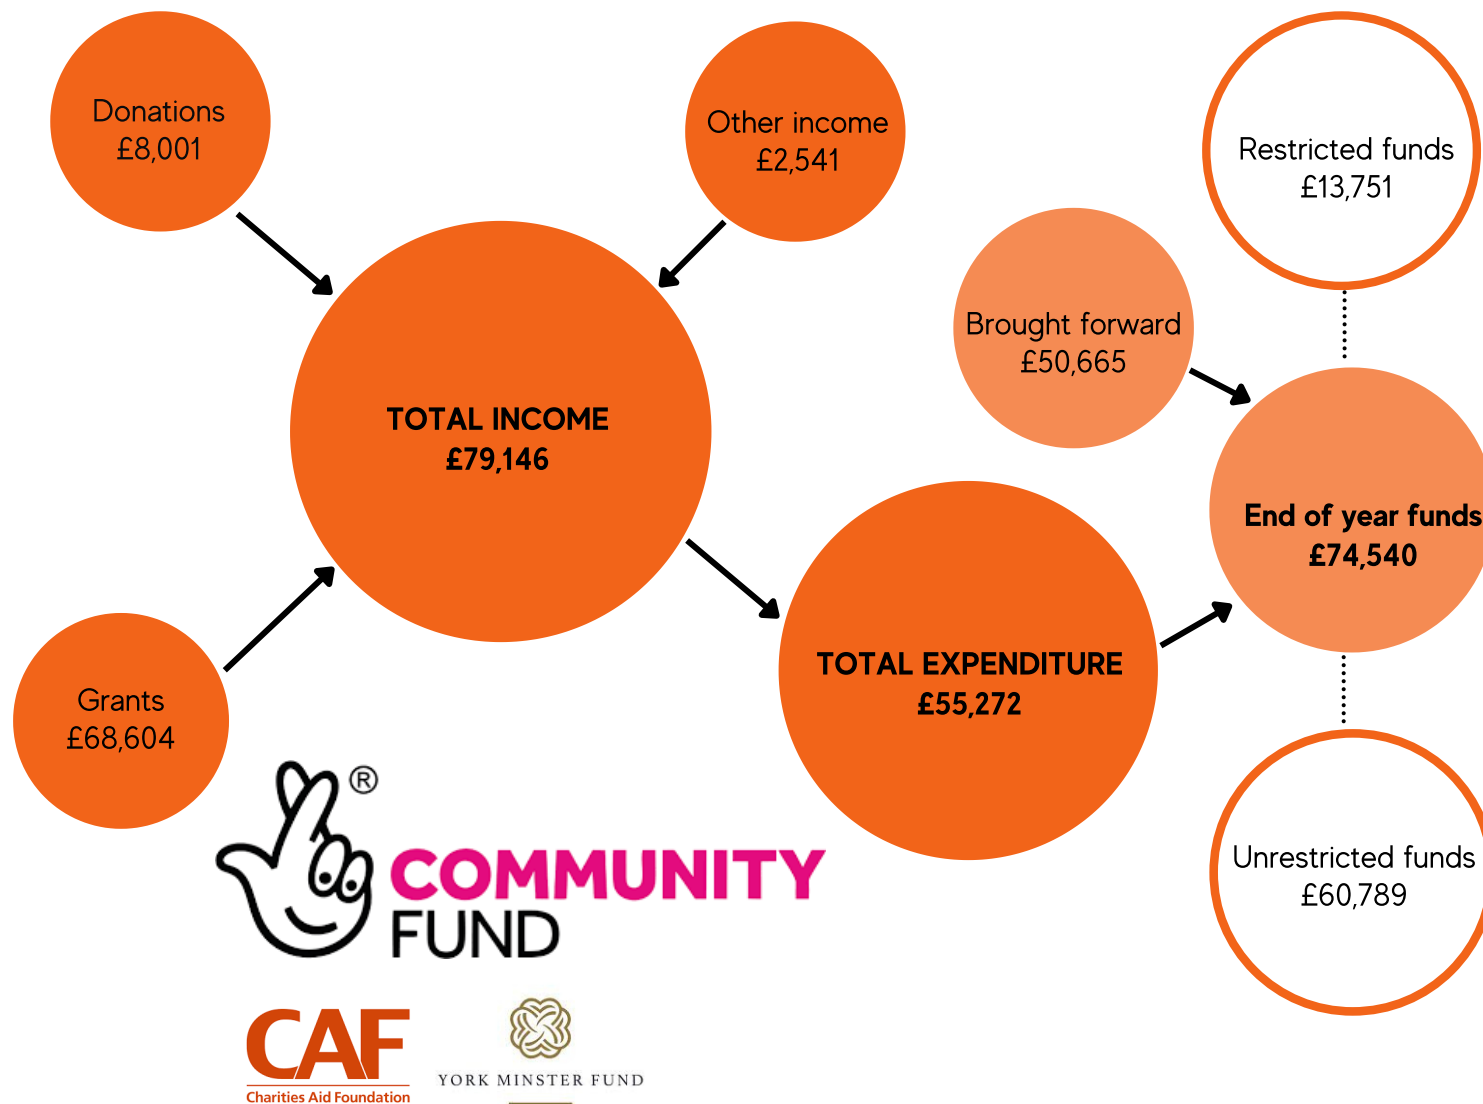 Donations
£8,001
Other income
£2,541
Restricted funds
£13,751
Brought forward
£50,665
TOTAL INCOME
£79,146
End of year funds
£74,540
TOTAL EXPENDITURE
£55,272
Grants
£68,604
Unrestricted funds
£60,789
®
COMMUNITY
FUND
CAF
Charities Aid Foundation
YORK MINSTER FUND